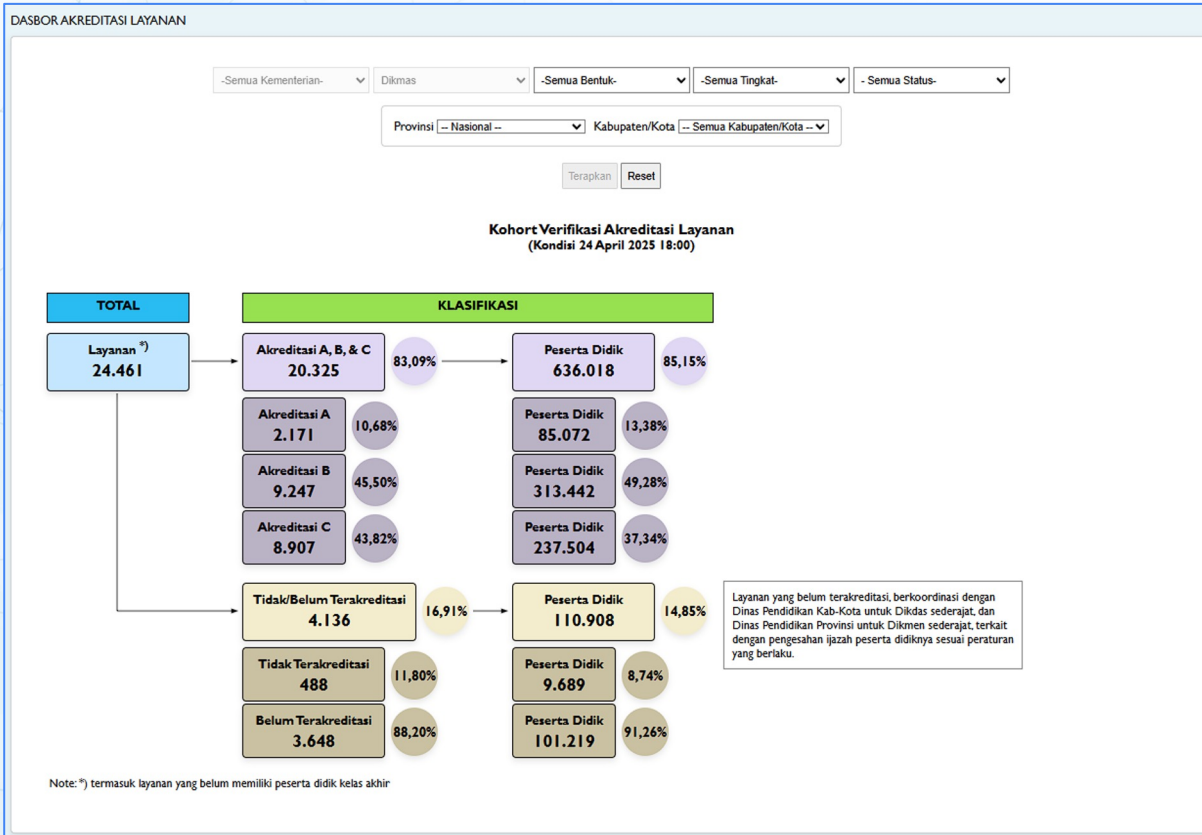 DASBOR AKREDITASI LAYANAN
-Semua Kementerian-
Dikmas
-Semua Bentuk-
-Semua Tingkat-
- Semua Status-
Provinsi -- Nasional -- Kabupaten/Kota -- Semua Kabupaten/Kota --
Terapkan Reset
Kohort Verifikasi Akreditasi Layanan
(Kondisi 24 April 2025 18:00)
TOTAL
KLASIFIKASI
Layanan *)
24.461
Akreditasi A, B, & C
20.325
83,09%
Peserta Didik
636.018
85,15%
Akreditasi A
2.171
10,68%
Peserta Didik
85.072
13,38%
Akreditasi B
9.247
45,50%
Peserta Didik
313.442
49,28%
Akreditasi C
8.907
43,82%
Peserta Didik
237.504
37,34%
Tidak/Belum Terakreditasi
4.136
16,91%
Peserta Didik
110.908
14,85%
Layanan yang belum terakreditasi, berkoordinasi dengan
Dinas Pendidikan Kab-Kota untuk Dikdas sederajat, dan
Dinas Pendidikan Provinsi untuk Dikmen sederajat, terkait
dengan pengesahan ijazah peserta didiknya sesuai peraturan
yang berlaku.
Tidak Terakreditasi
488
11,80%
Peserta Didik
9.689
8,74%
Belum Terakreditasi
3.648
88,20%
Peserta Didik
101.219
91,26%
Note: *) termasuk layanan yang belum memiliki peserta didik kelas akhir